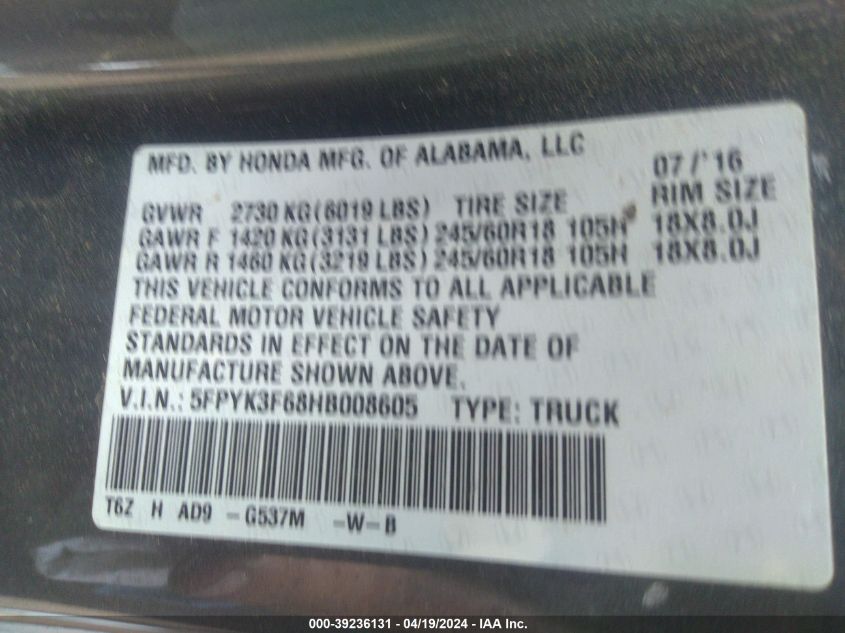 MFD. BY HONDA MFG. OF ALABAMA, LLC 07/'16
GVWR 2730 KG (6019 LBS) TIRE SIZE RIM SIZE
GAWR F 1420 KG (3131 LBS) 245/60R18 105H 18X8.0J
GAWR R 1460 KG (3219 LBS) 245/60R18 105H 18X8.0J
THIS VEHICLE CONFORMS TO ALL APPLICABLE
FEDERAL MOTOR VEHICLE SAFETY
STANDARDS IN EFFECT ON THE DATE OF
MANUFACTURE SHOWN ABOVE.
V.I.N.: 5FPYK3F68HB008605 TYPE: TRUCK
T6Z H AD9 -G537M -W-B
000-39236131 - 04/19/2024 - IAA Inc.